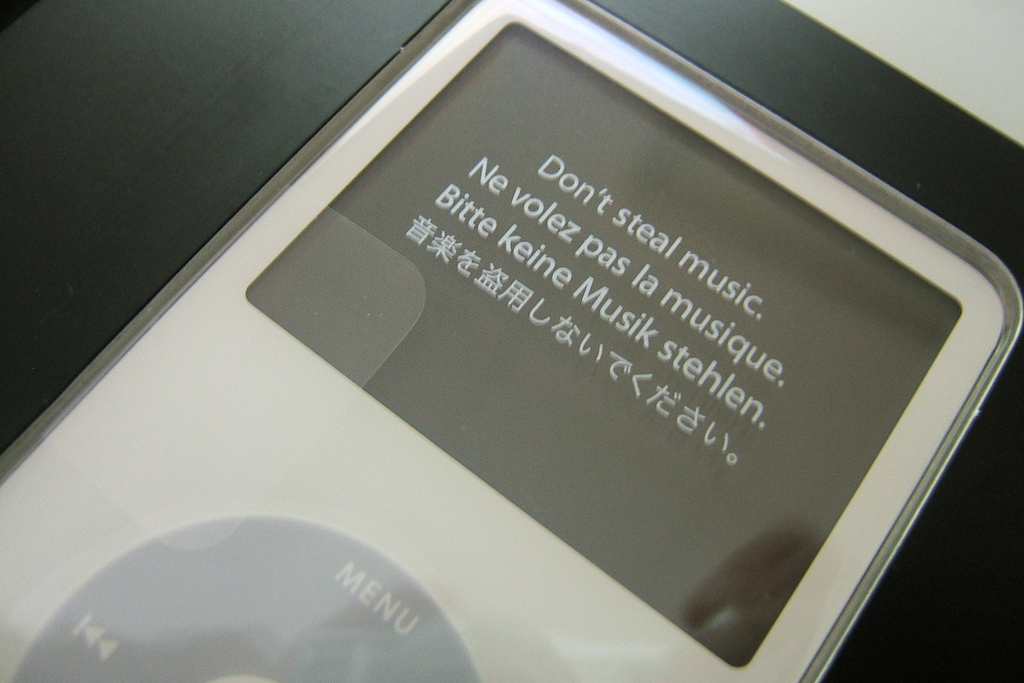 Don't steal music.
Ne volez pas la musique.
Bitte keine Musik stehlen.
音楽を盗用しないでください。
MENU